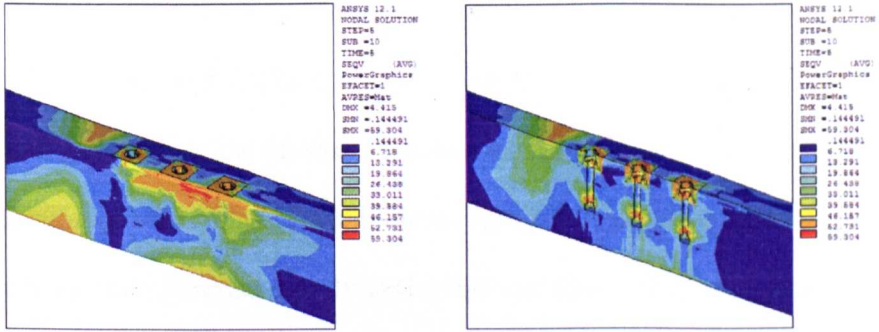 ANSYS 12.1
NODAL SOLUTION
STEP=5
SUB =10
TIME=5
SEQV (AVG)
PowerGraphics
EFACET=1
AVRES=Mat
DMX =4.415
SMN =.144491
SMX =59.304
.144491
6.718
13.291
19.864
26.438
33.011
39.584
46.157
52.731
59.304
ANSYS 12.1
NODAL SOLUTION
STEP=5
SUB =10
TIME=5
SEQV (AVG)
PowerGraphics
EFACET=1
AVRES=Mat
DMX =4.415
SMN =.144491
SMX =59.304
.144491
6.718
13.291
19.864
26.438
33.011
39.584
46.157
52.731
59.304